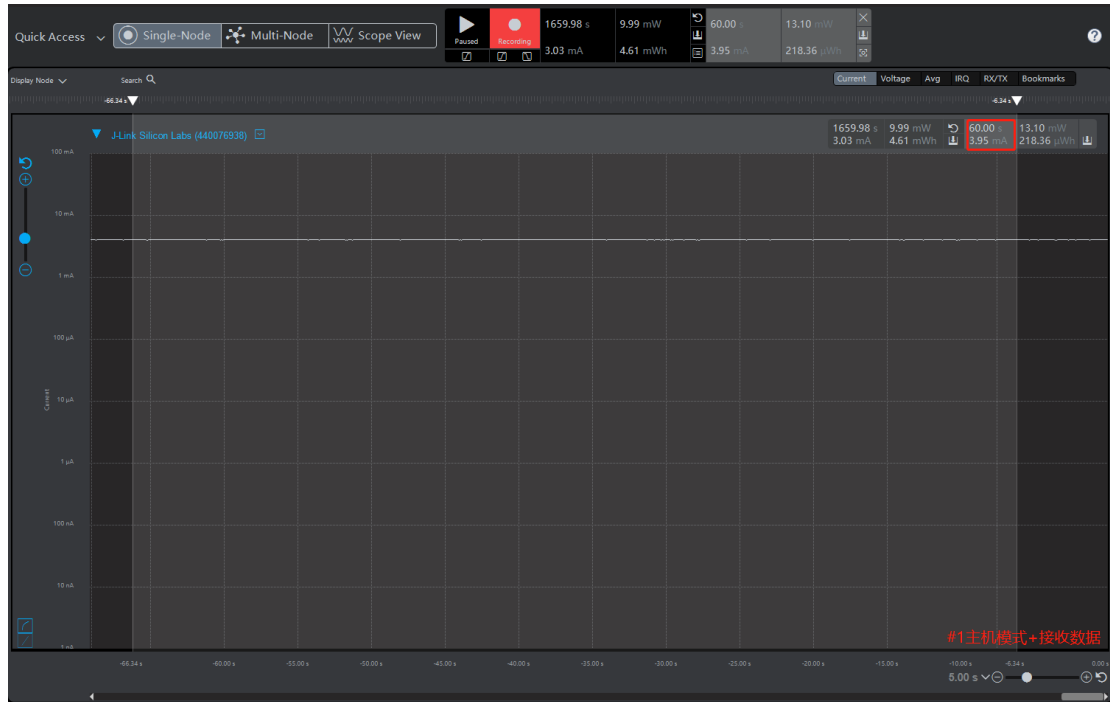 Quick Access
Single-Node
Multi-Node
Scope View
Paused
Recording
1659.98 s
9.99 mW
3.03 mA
4.61 mWh
60.00 s
13.10 mW
3.95 mA
218.36 µWh
Display Node
Search
Current
Voltage
Avg
IRQ
RX/TX
Bookmarks
-66.34 s
-6.34 s
J-Link Silicon Labs (440076938)
1659.98 s
9.99 mW
60.00 s
13.10 mW
3.03 mA
4.61 mWh
3.95 mA
218.36 µWh
100 mA
10 mA
1 mA
100 µA
10 µA
1 µA
100 nA
10 nA
1 nA
Current
#1主机模式+接收数据
-66.34 s
-60.00 s
-55.00 s
-50.00 s
-45.00 s
-40.00 s
-35.00 s
-30.00 s
-25.00 s
-20.00 s
-15.00 s
-10.00 s
-6.34 s
0.00 s
5.00 s